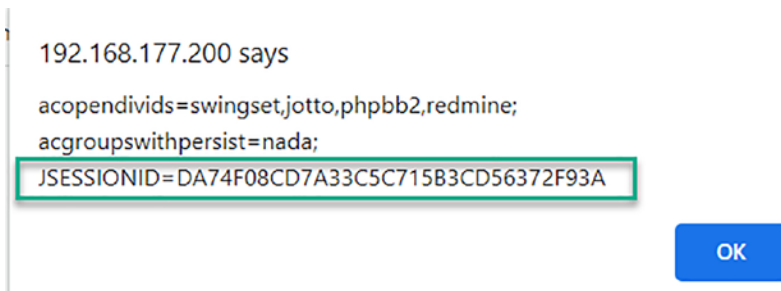 192.168.177.200 says
acopendivids=swingset,jotto,phpbb2,redmine;
acgroupswithpersist=nada;
JSESSIONID=DA74F08CD7A33C5C715B3CD56372F93A
OK